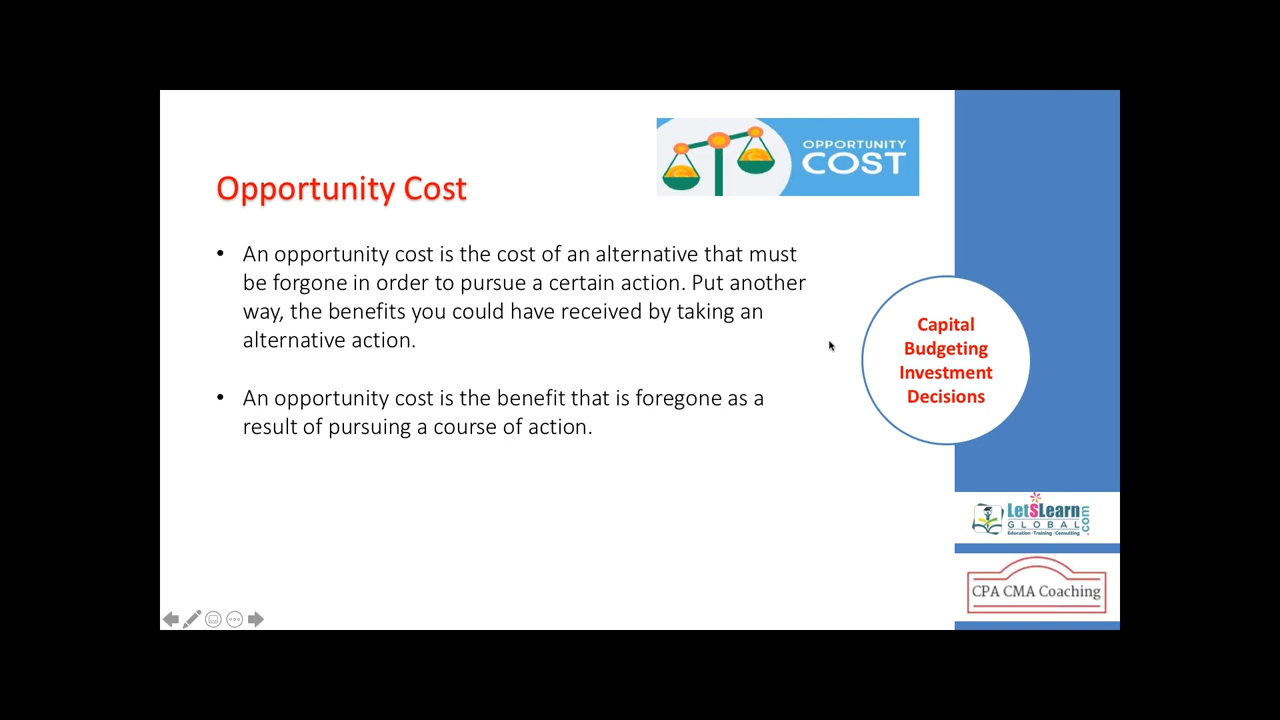 OPPORTUNITY
COST
Opportunity Cost
• An opportunity cost is the cost of an alternative that must
be forgone in order to pursue a certain action. Put another
way, the benefits you could have received by taking an
alternative action.
• An opportunity cost is the benefit that is foregone as a
result of pursuing a course of action.
Capital
Budgeting
Investment
Decisions
LetSLearn
GLOBAL
.com
Education · Training · Consulting
CPA CMA Coaching